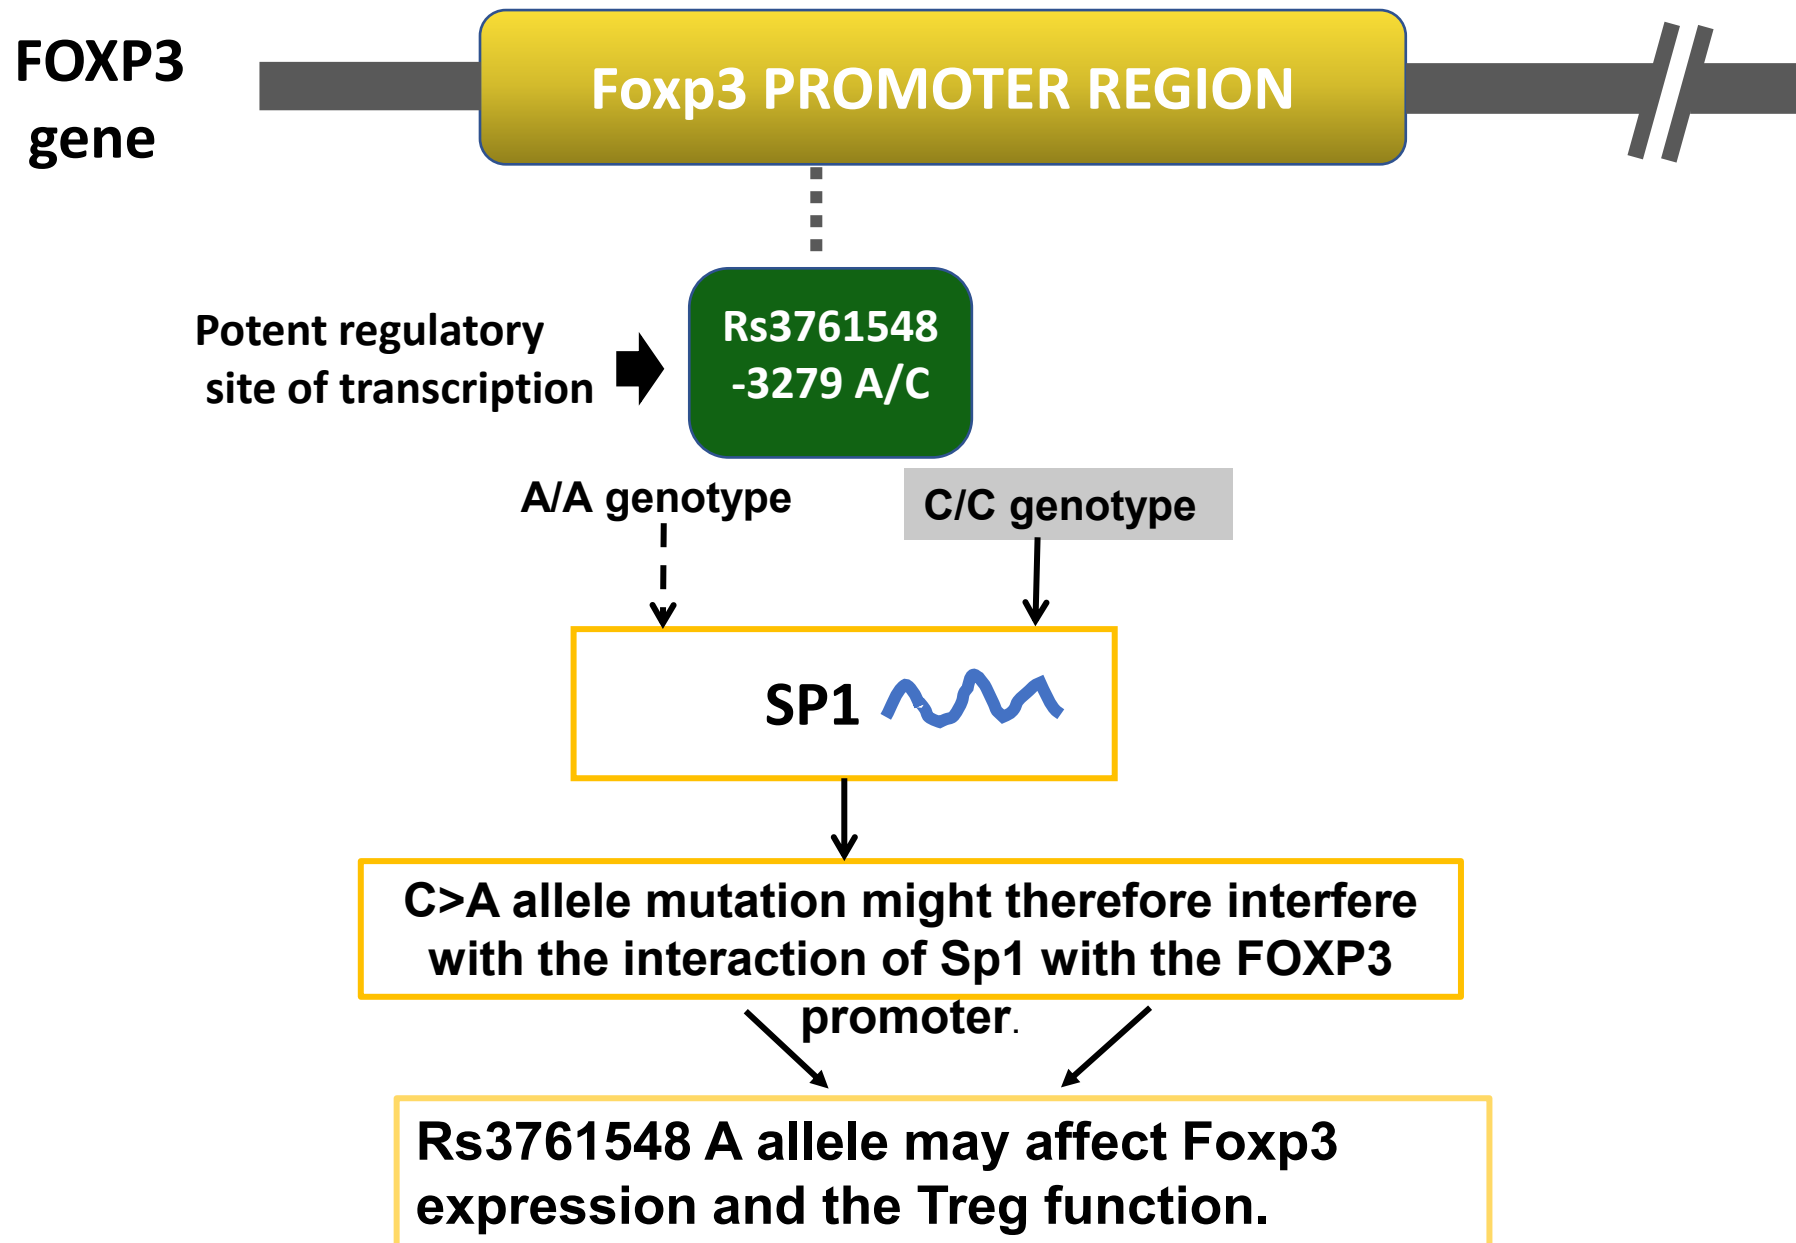 FOXP3
gene
Foxp3 PROMOTER REGION
Potent regulatory
site of transcription
Rs3761548
-3279 A/C
A/A genotype
C/C genotype
SP1
C>A allele mutation might therefore interfere
with the interaction of Sp1 with the FOXP3
promoter.
Rs3761548 A allele may affect Foxp3
expression and the Treg function.